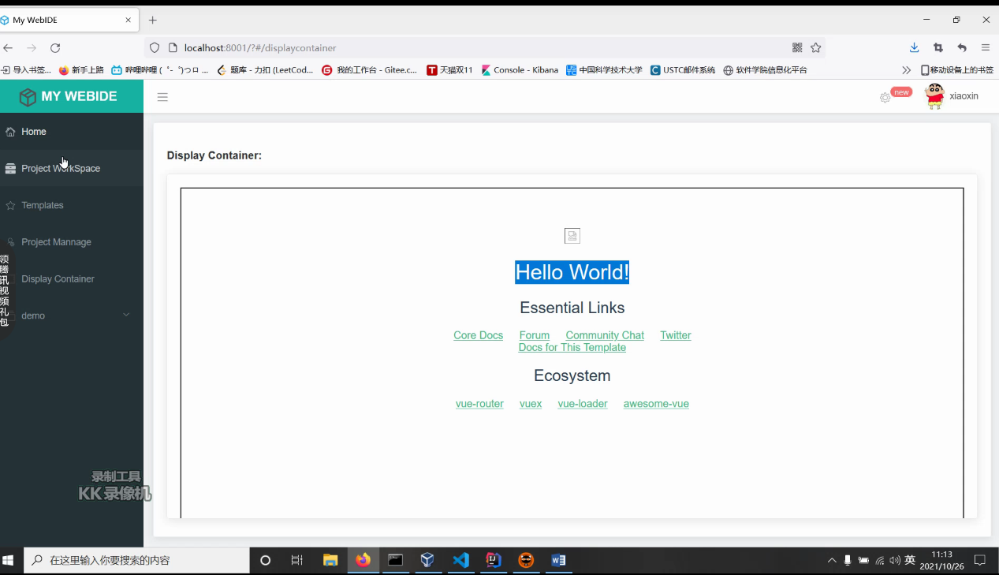 My WebIDE
localhost:8001/?#/displaycontainer
导入书签... 新手上路 哔哩哔哩 ( ゜- ゜)つロ ... 题库 - 力扣 (LeetCod... 我的工作台 - Gitee.c... 天猫双11 Console - Kibana 中国科学技术大学 USTC邮件系统 软件学院信息化平台 移动设备上的书签
MY WEBIDE
new
xiaoxin
Home
Project WorkSpace
Templates
Project Mannage
Display Container
demo
领腾讯视频礼包
Display Container:
Hello World!
Essential Links
Core Docs Forum Community Chat Twitter
Docs for This Template
Ecosystem
vue-router vuex vue-loader awesome-vue
录制工具
KK录像机
在这里输入你要搜索的内容
英
11:13
2021/10/26